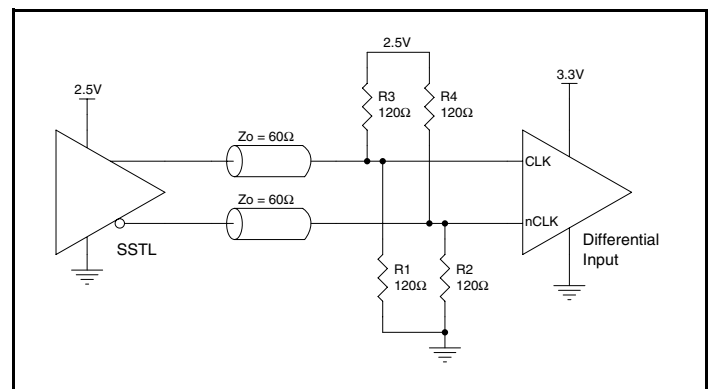 2.5V
2.5V
3.3V
R3
120Ω
R4
120Ω
Zo = 60Ω
CLK
Zo = 60Ω
nCLK
SSTL
Differential
Input
R1
120Ω
R2
120Ω